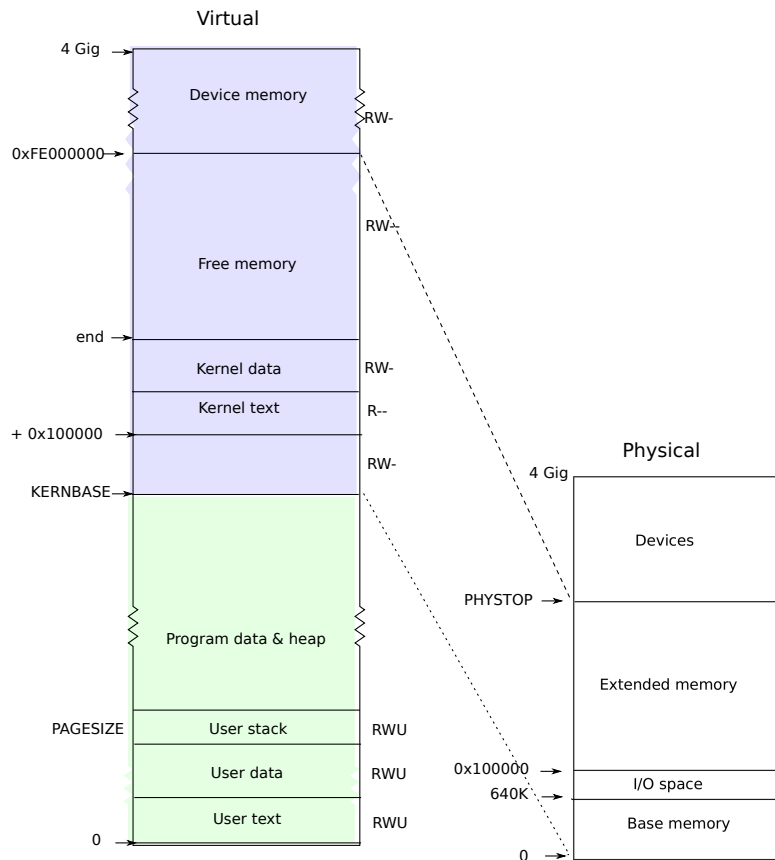 Virtual
4 Gig
Device memory
RW-
0xFE000000
RW--
Free memory
end
Kernel data
RW-
Kernel text
R--
+ 0x100000
RW-
KERNBASE
Program data & heap
PAGESIZE
User stack
RWU
User data
RWU
User text
RWU
0
Physical
4 Gig
Devices
PHYSTOP
Extended memory
0x100000
I/O space
640K
Base memory
0